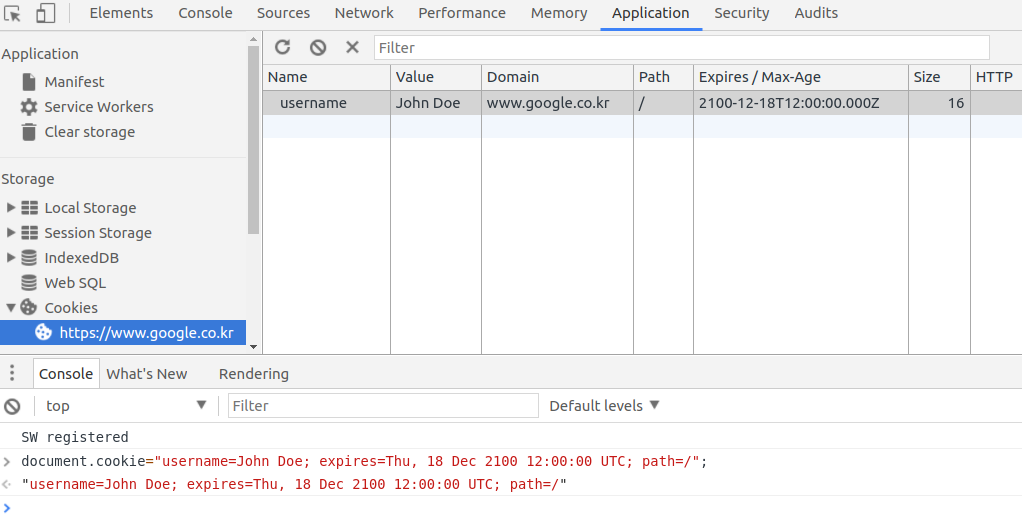 Elements Console Sources Network Performance Memory Application Security Audits
Application
Manifest
Service Workers
Clear storage
Storage
Local Storage
Session Storage
IndexedDB
Web SQL
Cookies
https://www.google.co.kr
Filter
Name Value Domain Path Expires / Max-Age Size HTTP
username John Doe www.google.co.kr / 2100-12-18T12:00:00.000Z 16
Console What's New Rendering
top Filter Default levels
SW registered
document.cookie="username=John Doe; expires=Thu, 18 Dec 2100 12:00:00 UTC; path=/";
"username=John Doe; expires=Thu, 18 Dec 2100 12:00:00 UTC; path=/"